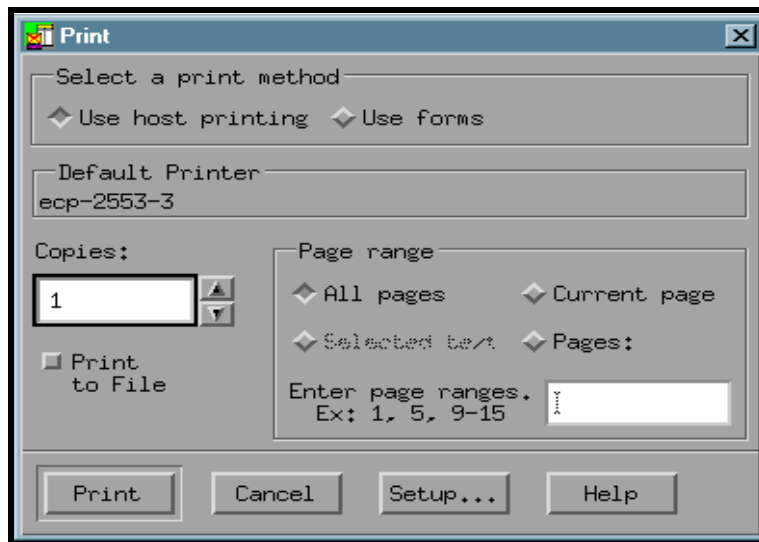 Print
Select a print method
Use host printing Use forms
Default Printer
ecp-2553-3
Copies:
1
Print
to File
Page range
All pages Current page
Selected text Pages:
Enter page ranges.
Ex: 1, 5, 9-15
Print Cancel Setup... Help